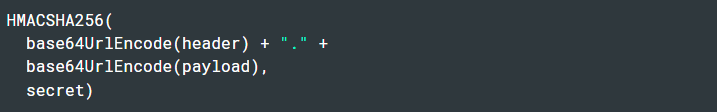 HMACSHA256(
  base64UrlEncode(header) + "." +
  base64UrlEncode(payload),
  secret)